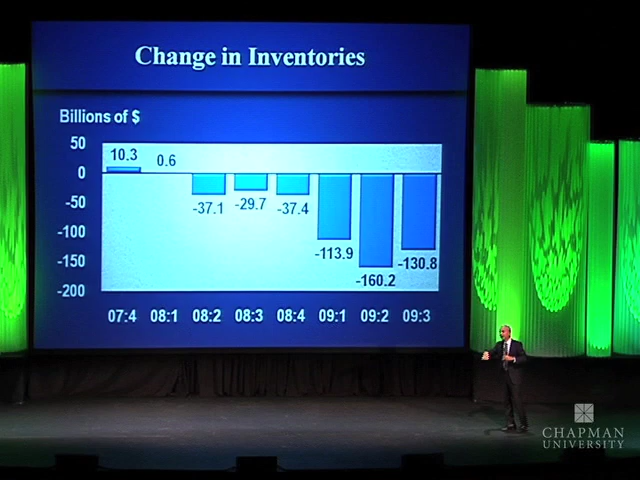 Change in Inventories
Billions of $
50
0
-50
-100
-150
-200
10.3
0.6
-37.1
-29.7
-37.4
-113.9
-160.2
-130.8
07:4 08:1 08:2 08:3 08:4 09:1 09:2 09:3
CHAPMAN
UNIVERSITY